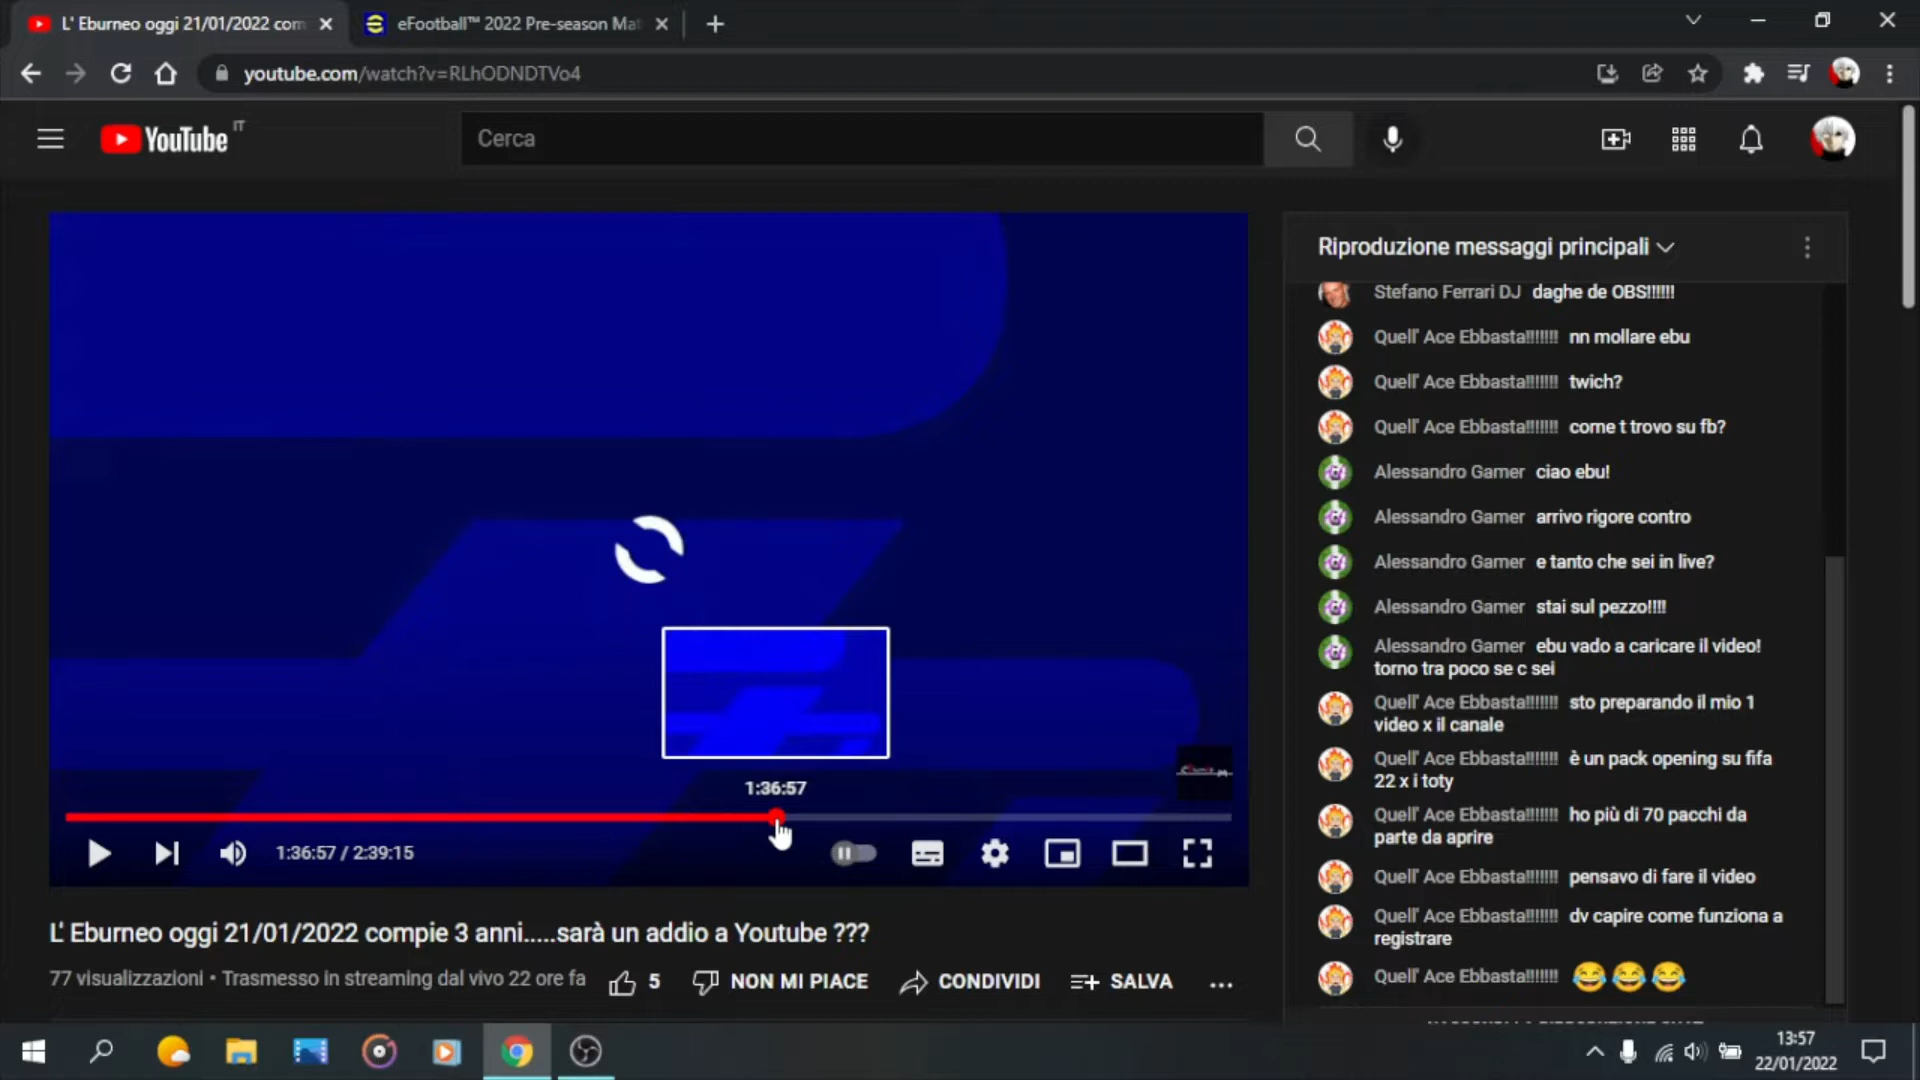 L' Eburneo oggi 21/01/2022 com
eFootball™ 2022 Pre-season Mat
youtube.com/watch?v=RLhODNDTVo4
YouTube IT
Cerca
Riproduzione messaggi principali
Stefano Ferrari DJ daghe de OBS!!!!!!
Quell' Ace Ebbasta!!!!!!! nn mollare ebu
Quell' Ace Ebbasta!!!!!!! twich?
Quell' Ace Ebbasta!!!!!!! come t trovo su fb?
Alessandro Gamer ciao ebu!
Alessandro Gamer arrivo rigore contro
Alessandro Gamer e tanto che sei in live?
Alessandro Gamer stai sul pezzo!!!!
Alessandro Gamer ebu vado a caricare il video!
torno tra poco se c sei
Quell' Ace Ebbasta!!!!!!! sto preparando il mio 1
video x il canale
Quell' Ace Ebbasta!!!!!!! è un pack opening su fifa
22 x i toty
Quell' Ace Ebbasta!!!!!!! ho più di 70 pacchi da
parte da aprire
Quell' Ace Ebbasta!!!!!!! pensavo di fare il video
Quell' Ace Ebbasta!!!!!!! dv capire come funziona a
registrare
Quell' Ace Ebbasta!!!!!!! 😂😂😂
1:36:57
1:36:57 / 2:39:15
L' Eburneo oggi 21/01/2022 compie 3 anni.....sarà un addio a Youtube ???
77 visualizzazioni • Trasmesso in streaming dal vivo 22 ore fa
5
NON MI PIACE
CONDIVIDI
SALVA
13:57
22/01/2022